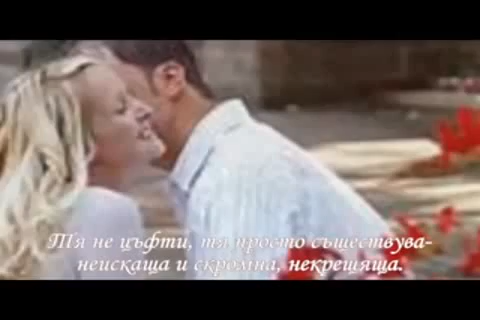 Тя не цъфти, тя просто съществува-
неискаща и скромна, некрещяща.